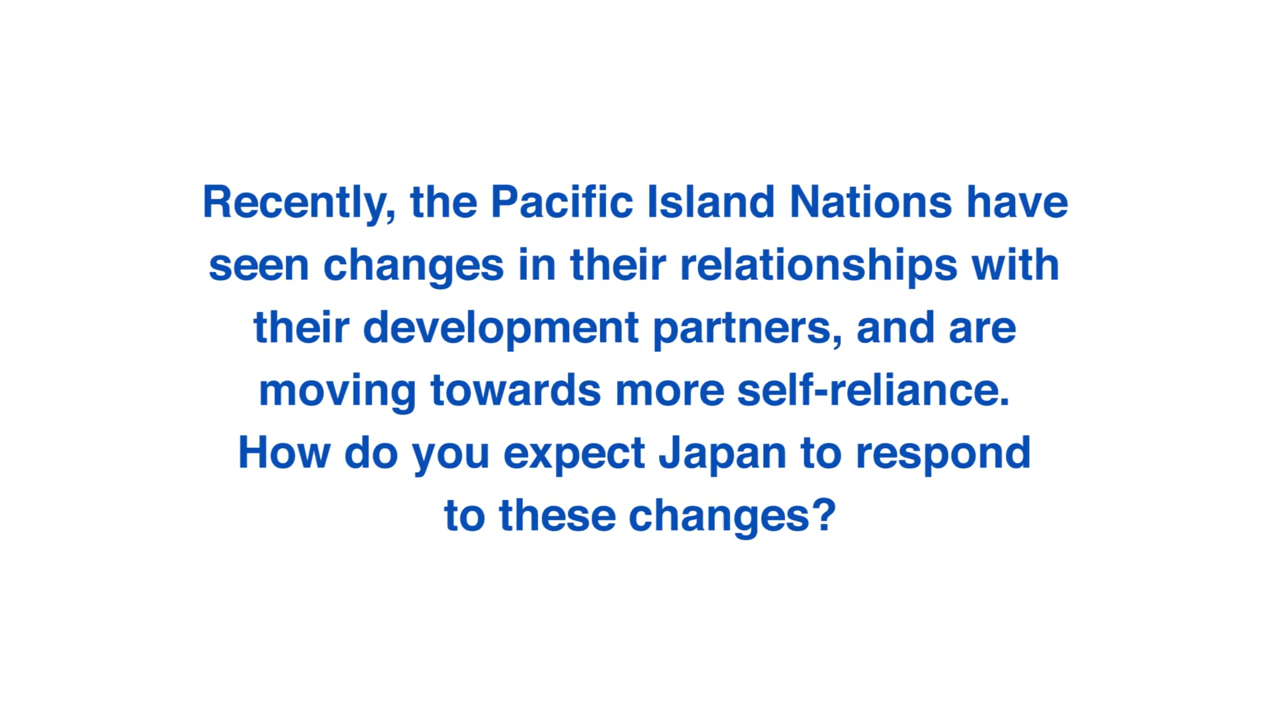 Recently, the Pacific Island Nations have
seen changes in their relationships with
their development partners, and are
moving towards more self-reliance.
How do you expect Japan to respond
to these changes?